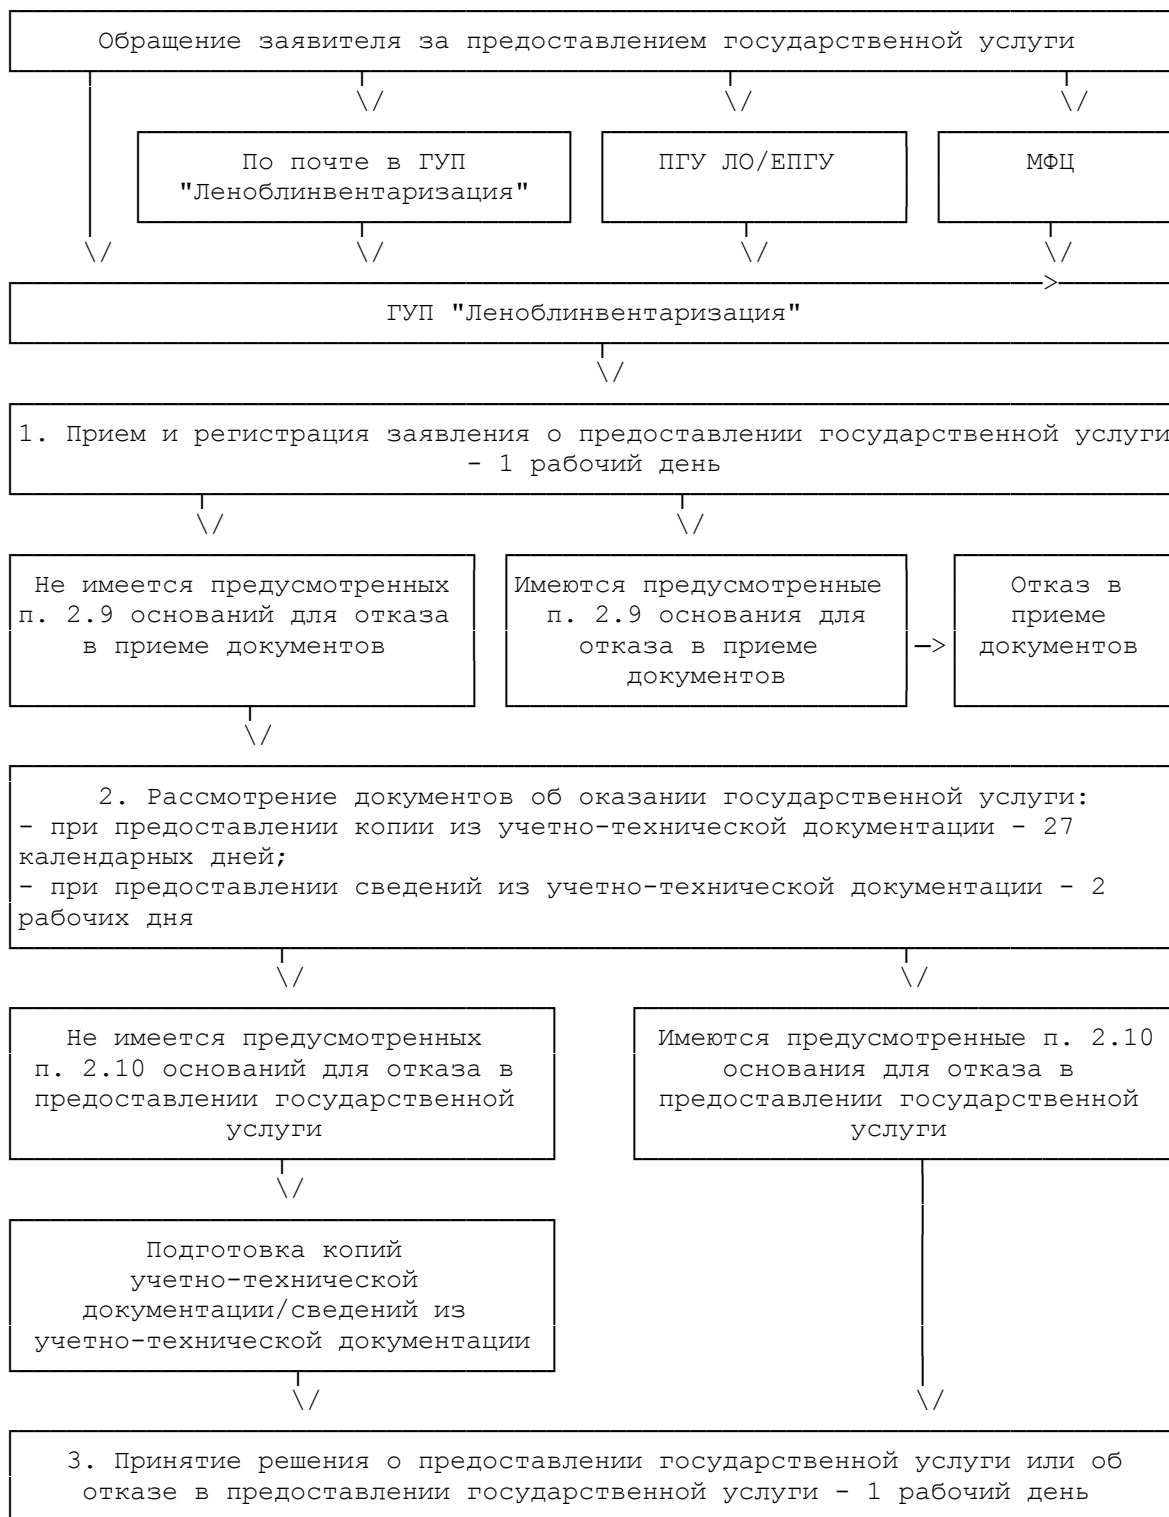 Обращение заявителя за предоставлением государственной услуги
По почте в ГУП
"Леноблинвентаризация"
ПГУ ЛО/ЕПГУ
МФЦ
ГУП "Леноблинвентаризация"
1. Прием и регистрация заявления о предоставлении государственной услуги
- 1 рабочий день
Не имеется предусмотренных
п. 2.9 оснований для отказа
в приеме документов
Имеются предусмотренные
п. 2.9 основания для
отказа в приеме
документов
Отказ в
приеме
документов
2. Рассмотрение документов об оказании государственной услуги:
- при предоставлении копии из учетно-технической документации - 27
календарных дней;
- при предоставлении сведений из учетно-технической документации - 2
рабочих дня
Не имеется предусмотренных
п. 2.10 оснований для отказа в
предоставлении государственной
услуги
Имеются предусмотренные п. 2.10
основания для отказа в
предоставлении государственной
услуги
Подготовка копий
учетно-технической
документации/сведений из
учетно-технической документации
3. Принятие решения о предоставлении государственной услуги или об
отказе в предоставлении государственной услуги - 1 рабочий день